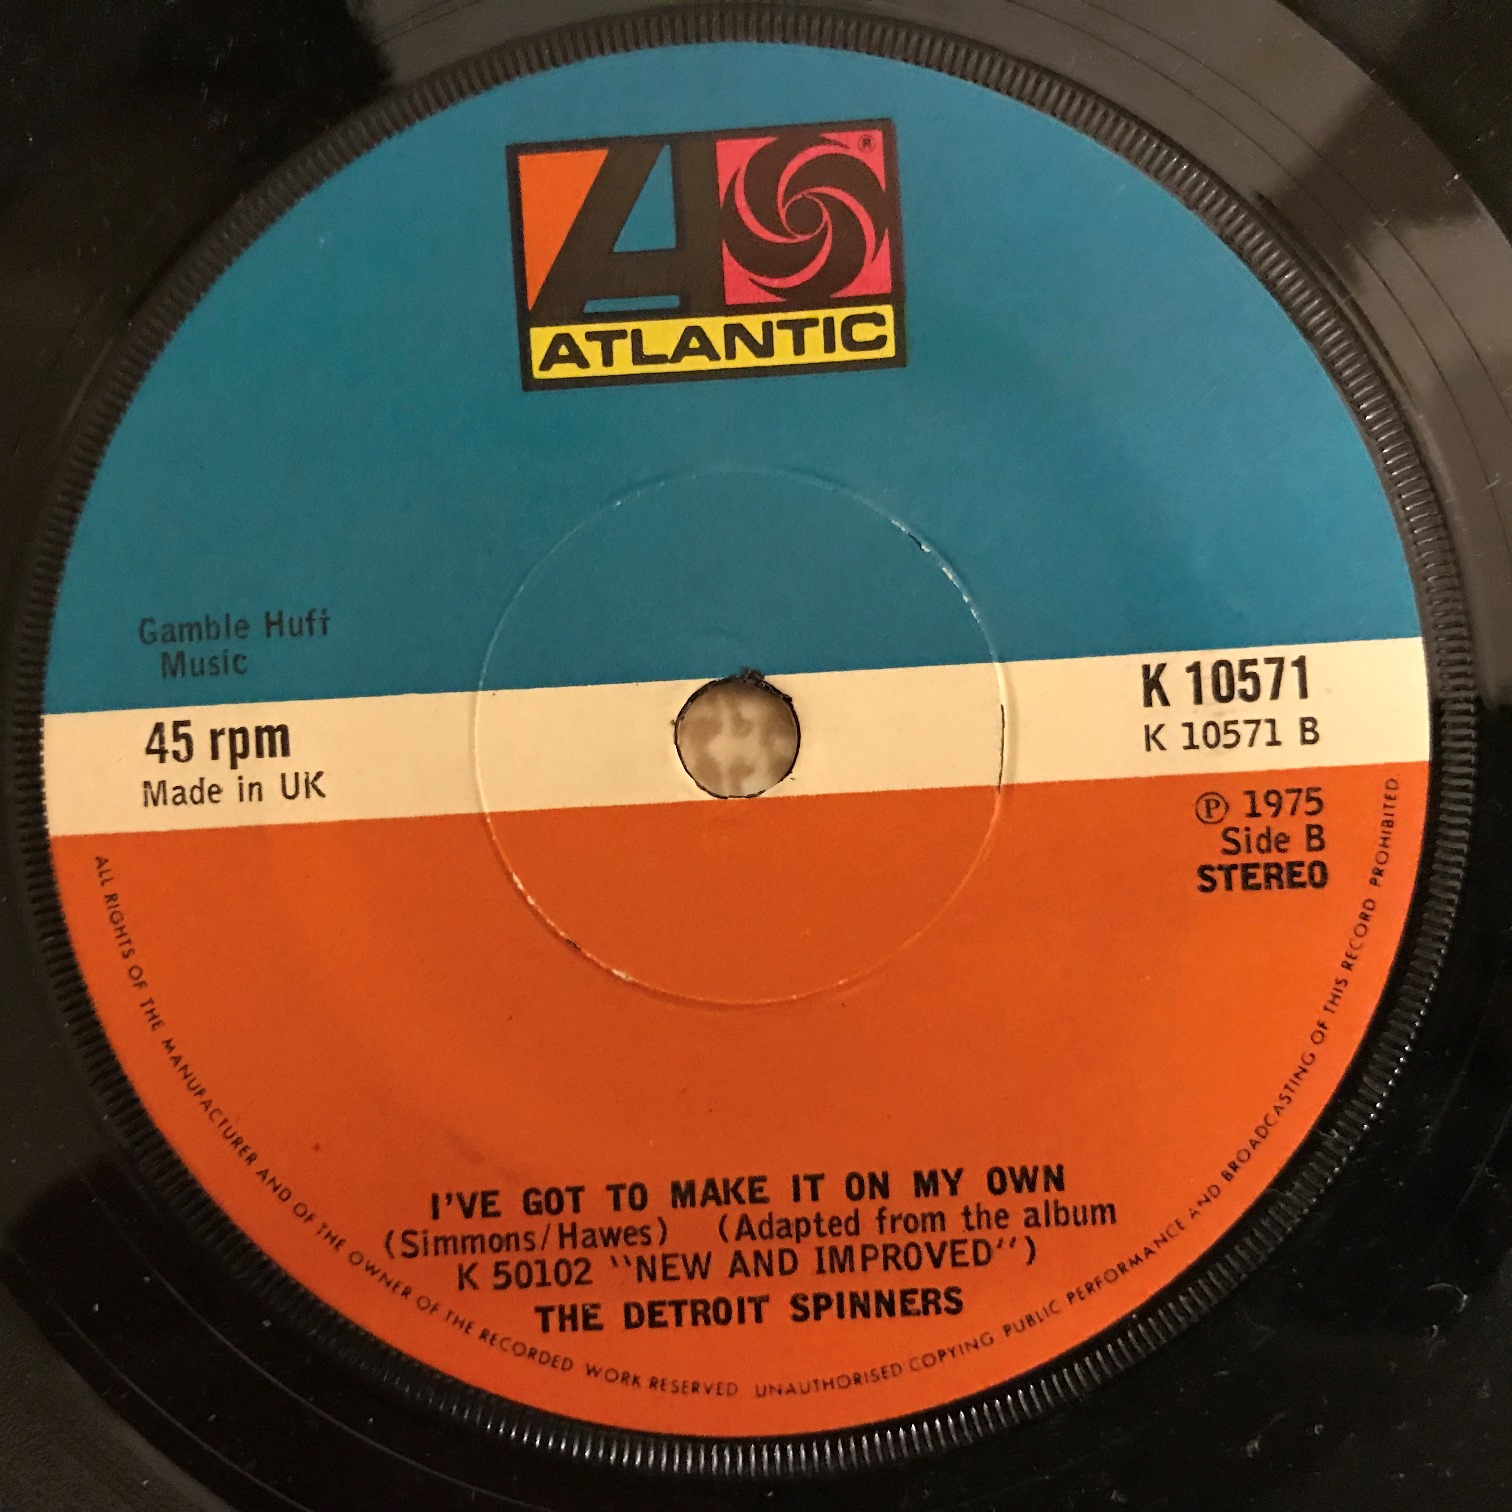 ®
ATLANTIC
Gamble Huff
Music
45 rpm
Made in UK
K 10571
K 10571 B
Ⓟ 1975
Side B
STEREO
I'VE GOT TO MAKE IT ON MY OWN
(Simmons/Hawes) (Adapted from the album
K 50102 "NEW AND IMPROVED")
THE DETROIT SPINNERS
ALL RIGHTS OF THE MANUFACTURER AND OF THE OWNER OF THE RECORDED WORK RESERVED. UNAUTHORISED COPYING PUBLIC PERFORMANCE AND BROADCASTING OF THIS RECORD PROHIBITED